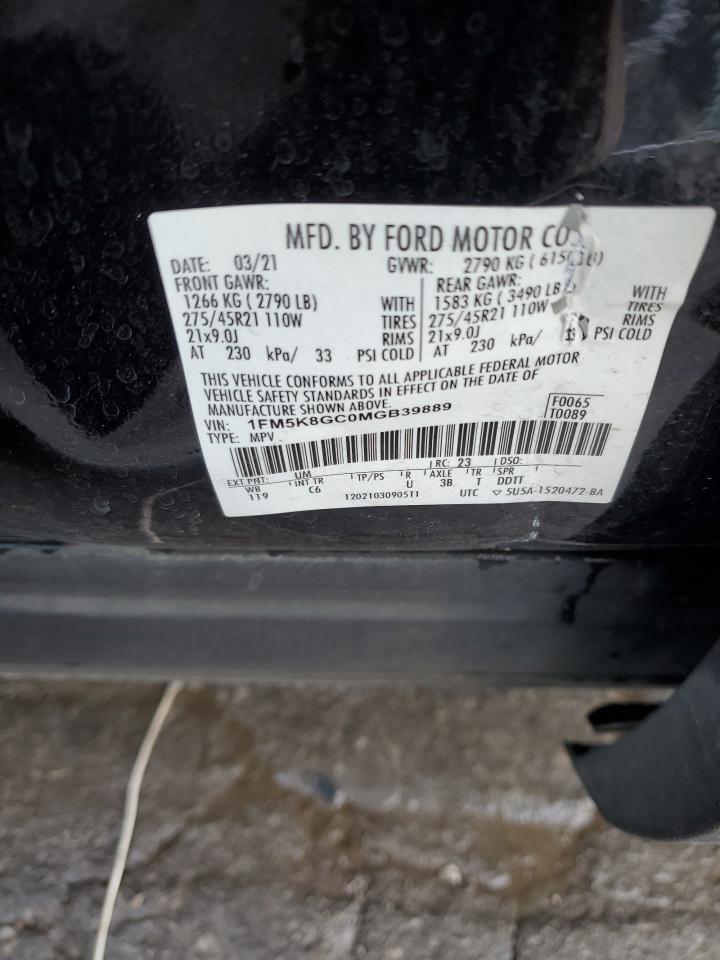 MFD. BY FORD MOTOR CO.
DATE: 03/21 GVWR: 2790 KG ( 6150 LB)
FRONT GAWR: REAR GAWR:
1266 KG ( 2790 LB) WITH 1583 KG ( 3490 LB ) WITH
275/45R21 110W TIRES 275/45R21 110W TIRES
21x9.0J RIMS 21x9.0J RIMS
AT 230 kPa/ 33 PSI COLD AT 230 kPa/ 33 PSI COLD
THIS VEHICLE CONFORMS TO ALL APPLICABLE FEDERAL MOTOR
VEHICLE SAFETY STANDARDS IN EFFECT ON THE DATE OF
MANUFACTURE SHOWN ABOVE.
VIN: 1FM5K8GC0MGB39889 F0065
TYPE: MPV T0089
EXT PNT: UM RC: 23 DSO:
WB INT TR TP/PS R AXLE TR SPR
119 C6 U 3B T DDTT
1202103090511 UTC ▽ 5U5A-1520472-BA